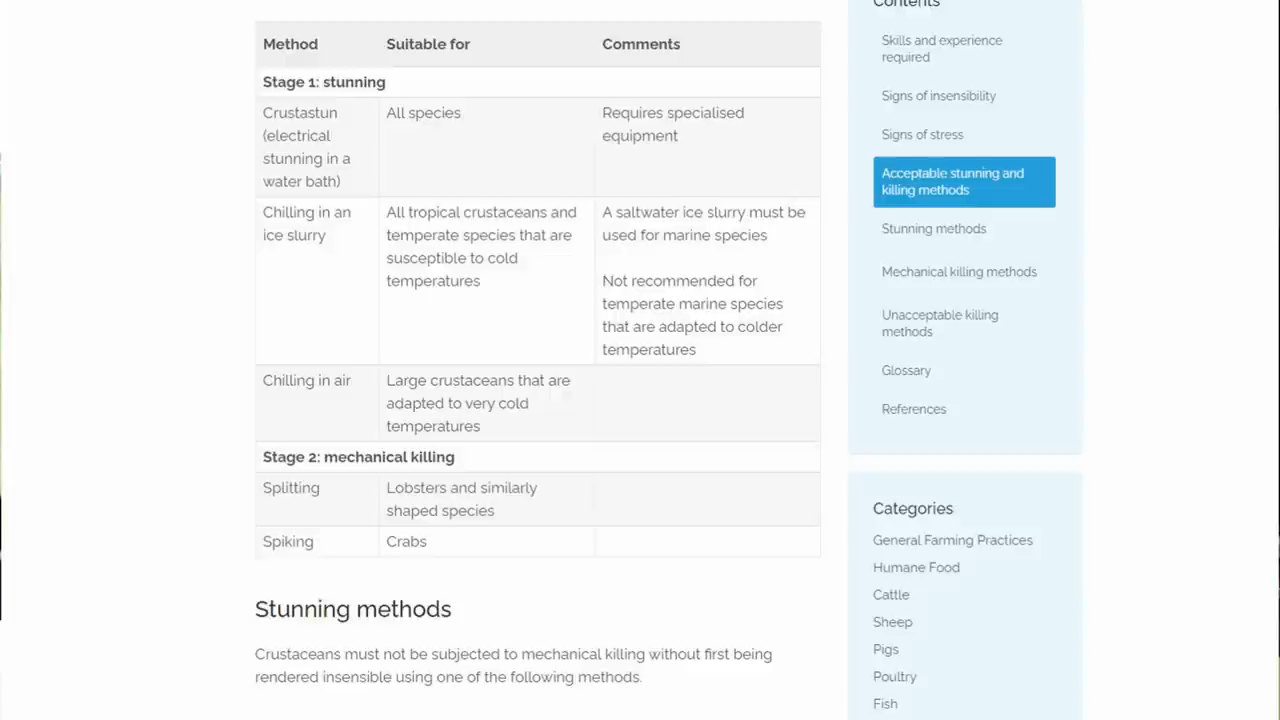 Method Suitable for Comments
Stage 1: stunning
Crustastun
(electrical
stunning in a
water bath)
All species
Requires specialised
equipment
Chilling in an
ice slurry
All tropical crustaceans and
temperate species that are
susceptible to cold
temperatures
A saltwater ice slurry must be
used for marine species
Not recommended for
temperate marine species
that are adapted to colder
temperatures
Chilling in air
Large crustaceans that are
adapted to very cold
temperatures
Stage 2: mechanical killing
Splitting
Lobsters and similarly
shaped species
Spiking
Crabs
Stunning methods
Crustaceans must not be subjected to mechanical killing without first being
rendered insensible using one of the following methods.
Contents
Skills and experience
required
Signs of insensibility
Signs of stress
Acceptable stunning and
killing methods
Stunning methods
Mechanical killing methods
Unacceptable killing
methods
Glossary
References
Categories
General Farming Practices
Humane Food
Cattle
Sheep
Pigs
Poultry
Fish